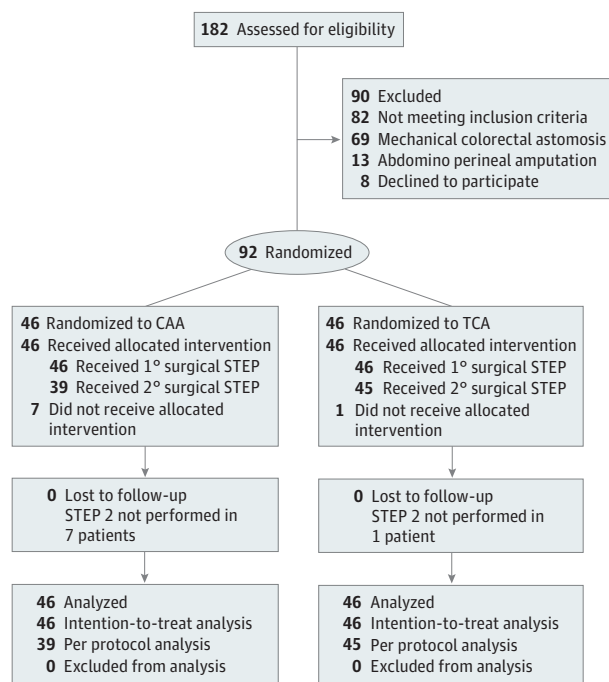 182 Assessed for eligibility
90 Excluded
82 Not meeting inclusion criteria
69 Mechanical colorectal astomosis
13 Abdomino perineal amputation
8 Declined to participate
92 Randomized
46 Randomized to CAA
46 Received allocated intervention
46 Received 1° surgical STEP
39 Received 2° surgical STEP
7 Did not receive allocated
intervention
46 Randomized to TCA
46 Received allocated intervention
46 Received 1° surgical STEP
45 Received 2° surgical STEP
1 Did not receive allocated
intervention
0 Lost to follow-up
STEP 2 not performed in
7 patients
0 Lost to follow-up
STEP 2 not performed in
1 patient
46 Analyzed
46 Intention-to-treat analysis
39 Per protocol analysis
0 Excluded from analysis
46 Analyzed
46 Intention-to-treat analysis
45 Per protocol analysis
0 Excluded from analysis